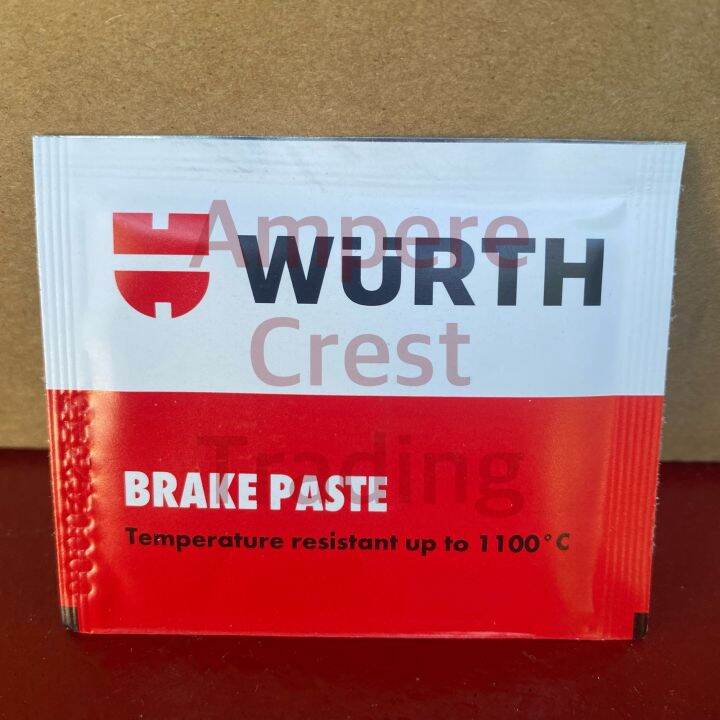 Ampere
WÜRTH
Crest
Trading
BRAKE PASTE
Temperature resistant up to 1100°C